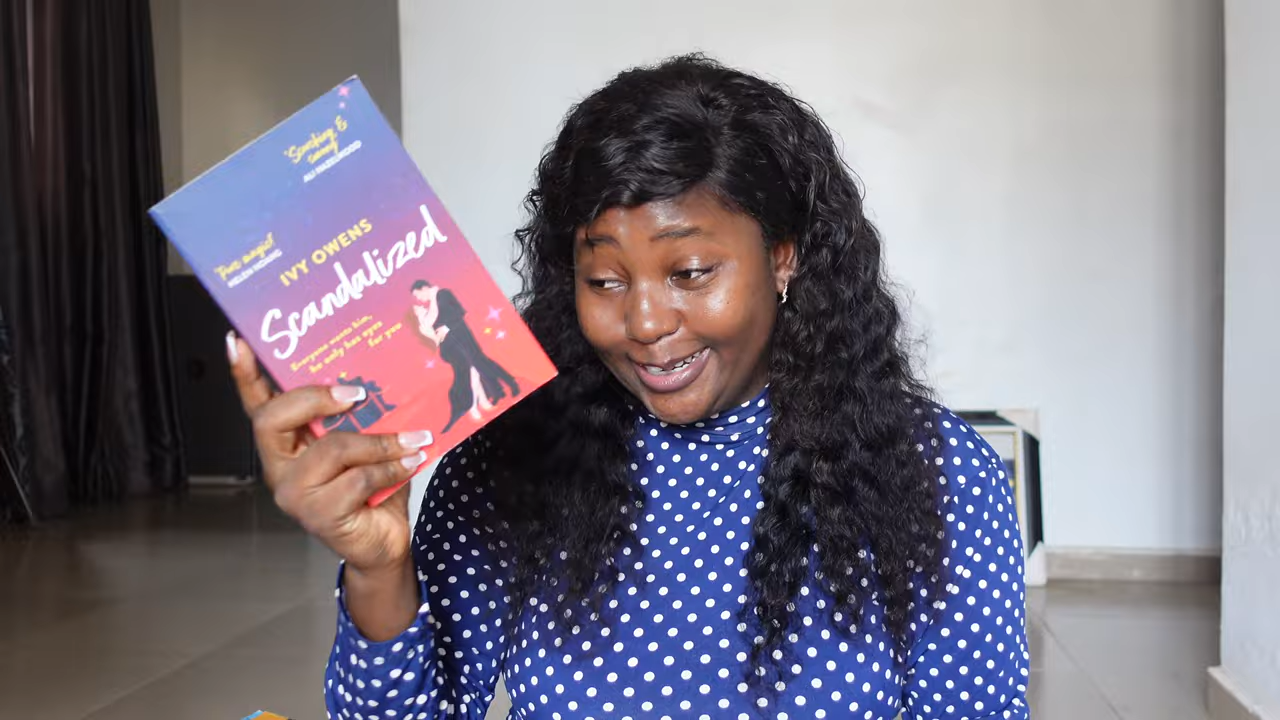 "Scorching &
ALI HAZELWOOD
"Pure magic!"
HELEN HOANG
IVY OWENS
Scandalized
Everyone wants him,
he only has eyes
for you